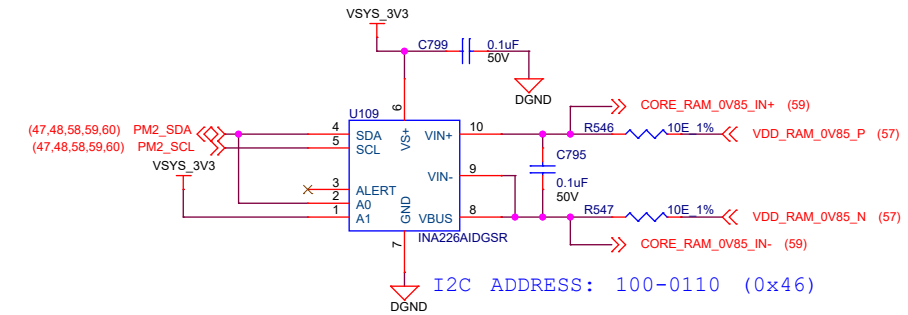 VSYS_3V3
C799 0.1uF
50V
DGND
U109
6
CORE_RAM_0V85_IN+ (59)
(47,48,58,59,60) PM2_SDA 4 SDA VS+ VIN+ 10 R546 10E_1% VDD_RAM_0V85_P (57)
(47,48,58,59,60) PM2_SCL 5 SCL
C795
VSYS_3V3
VIN- 9
0.1uF
50V
3 ALERT
2 A0
1 A1 GND VBUS 8 R547 10E_1% VDD_RAM_0V85_N (57)
INA226AIDGSR
7
CORE_RAM_0V85_IN- (59)
I2C ADDRESS: 100-0110 (0x46)
DGND